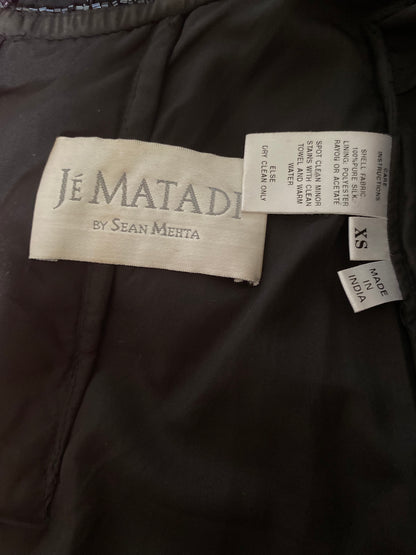 JÉ MATADI
BY SEAN MEHTA
CARE
INSTRUCTIONS
SHELL FABRIC
100%PURE SILK
LINING: POLYESTER
RAYON OR ACETATE
SPOT CLEAN MINOR
STAINS WITH CLEAN
TOWEL AND WARM
WATER
ELSE
DRY CLEAN ONLY
XS
MADE
IN
INDIA